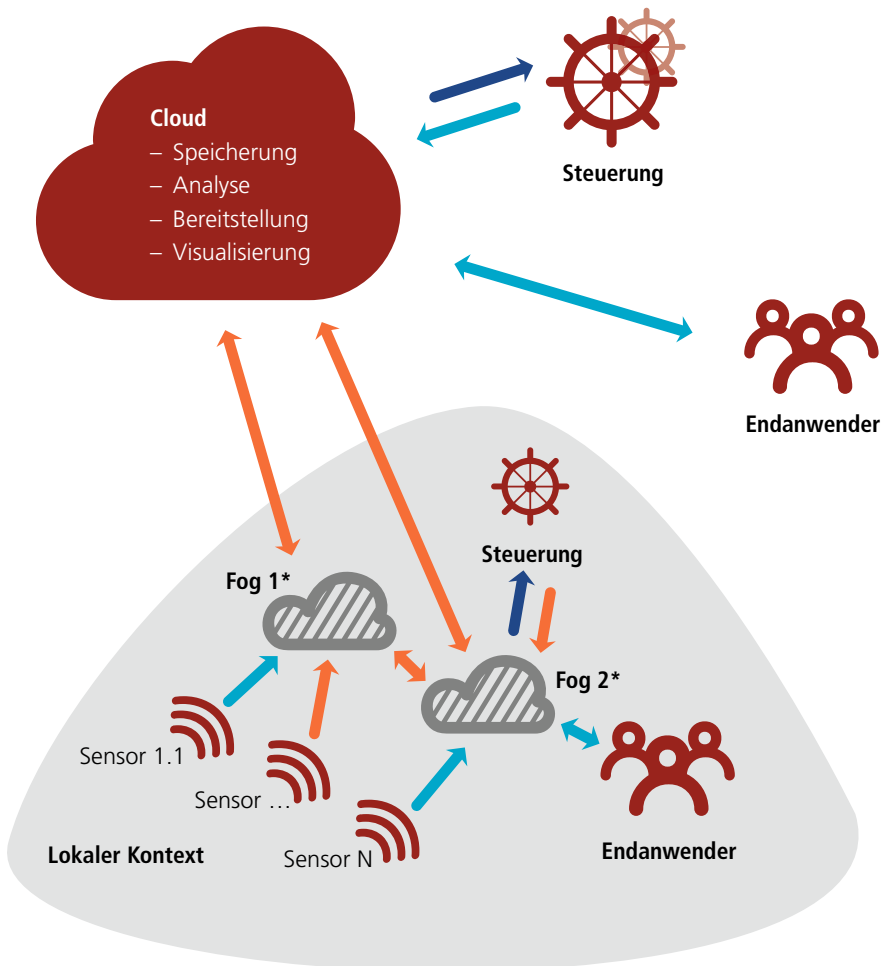 Cloud
– Speicherung
– Analyse
– Bereitstellung
– Visualisierung
Steuerung
Endanwender
Steuerung
Fog 1*
Fog 2*
Sensor 1.1
Sensor …
Sensor N
Lokaler Kontext
Endanwender